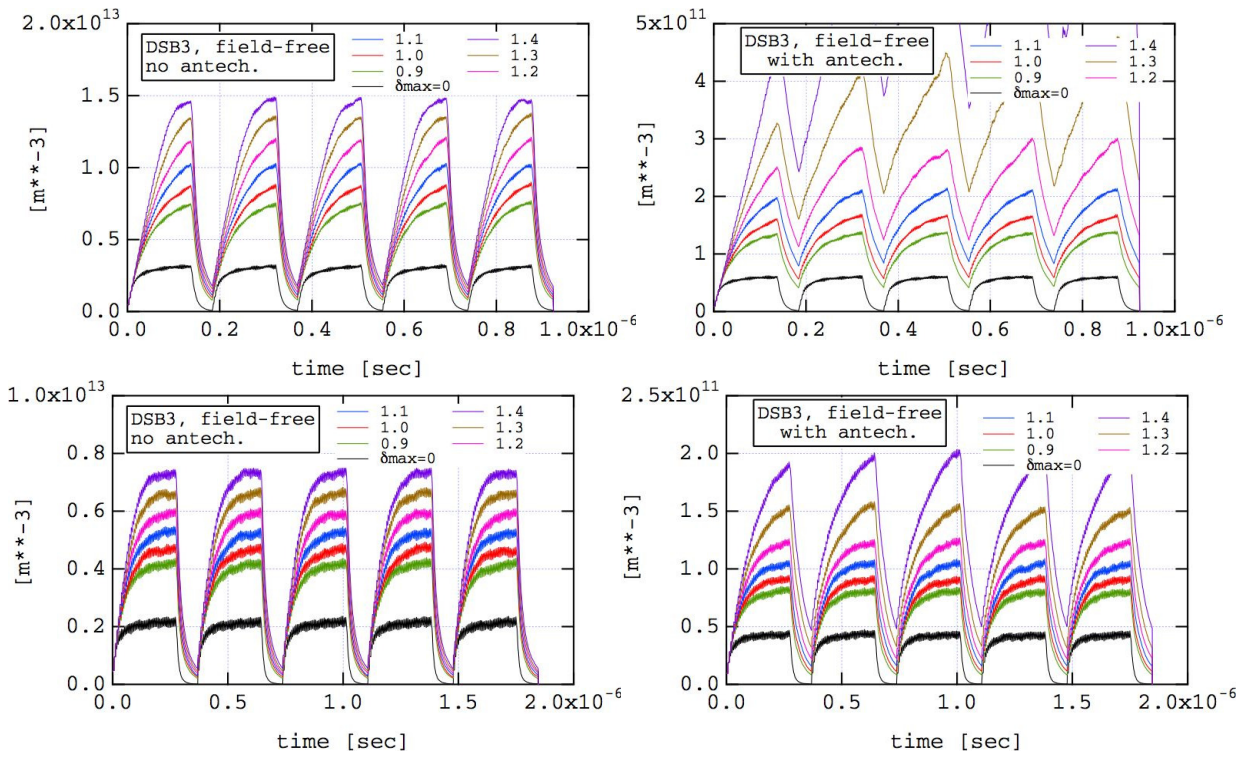 2.0x10^13
DSB3, field-free
no antech.
1.1
1.0
0.9
δmax=0
1.4
1.3
1.2
1.5
1.0
0.5
0.0
[m**-3]
0.0 0.2 0.4 0.6 0.8 1.0x10^-6
time [sec]
5x10^11
DSB3, field-free
with antech.
1.1
1.0
0.9
δmax=0
1.4
1.3
1.2
4
3
2
1
0
[m**-3]
0.0 0.2 0.4 0.6 0.8 1.0x10^-6
time [sec]
1.0x10^13
DSB3, field-free
no antech.
1.1
1.0
0.9
δmax=0
1.4
1.3
1.2
0.8
0.6
0.4
0.2
0.0
[m**-3]
0.0 0.5 1.0 1.5 2.0x10^-6
time [sec]
2.5x10^11
DSB3, field-free
with antech.
1.1
1.0
0.9
δmax=0
1.4
1.3
1.2
2.0
1.5
1.0
0.5
0.0
[m**-3]
0.0 0.5 1.0 1.5 2.0x10^-6
time [sec]